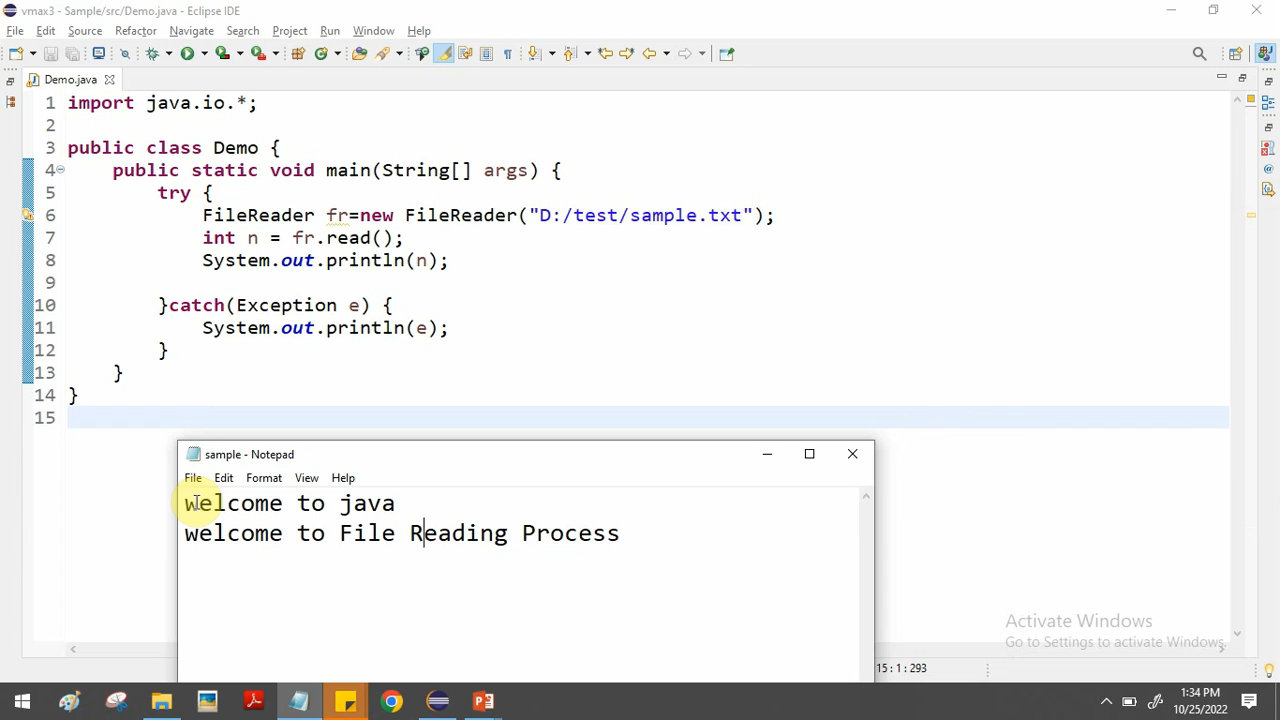 vmax3 - Sample/src/Demo.java - Eclipse IDE
File Edit Source Refactor Navigate Search Project Run Window Help
Demo.java
1 import java.io.*;
2
3 public class Demo {
4 public static void main(String[] args) {
5 try {
6 FileReader fr=new FileReader("D:/test/sample.txt");
7 int n = fr.read();
8 System.out.println(n);
9
10 }catch(Exception e) {
11 System.out.println(e);
12 }
13 }
14 }
15
sample - Notepad
File Edit Format View Help
welcome to java
welcome to File Reading Process
Activate Windows
Go to Settings to activate Windows.
15 : 1 : 293
1:34 PM
10/25/2022